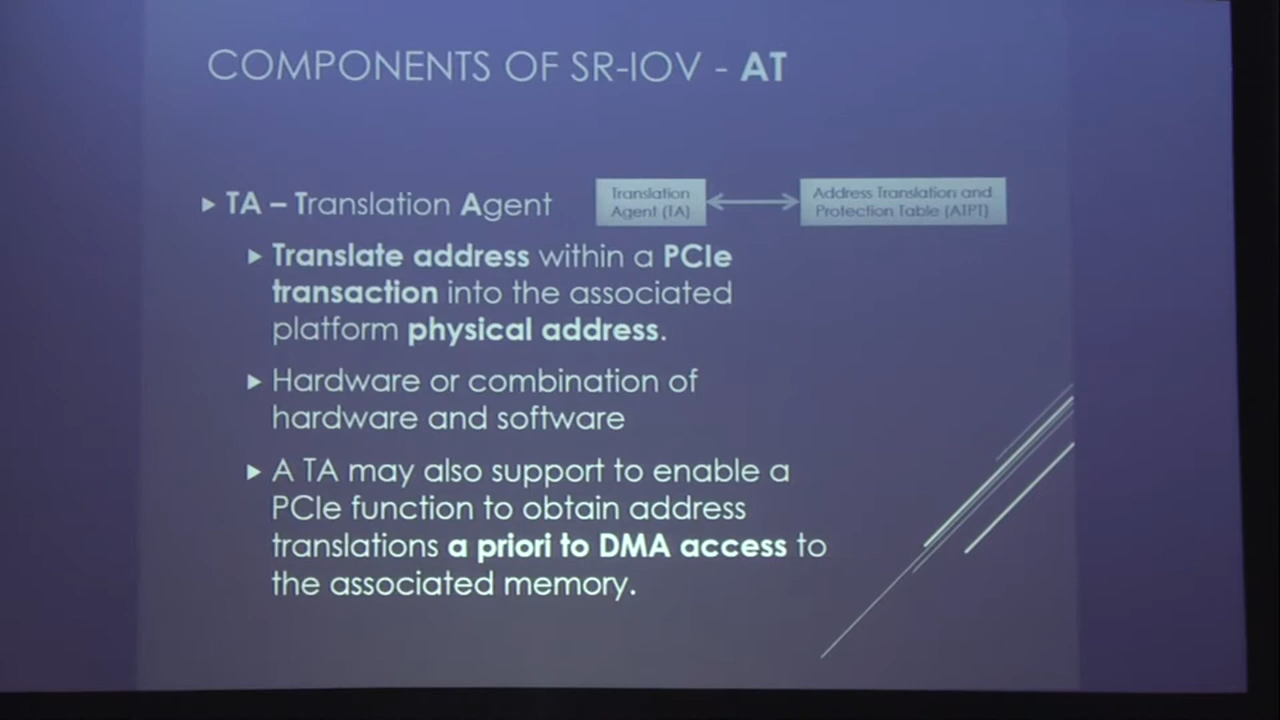 COMPONENTS OF SR-IOV - AT
TA – Translation Agent
Translation
Agent (TA)
Address Translation and
Protection Table (ATPT)
Translate address within a PCIe
transaction into the associated
platform physical address.
Hardware or combination of
hardware and software
A TA may also support to enable a
PCIe function to obtain address
translations a priori to DMA access to
the associated memory.